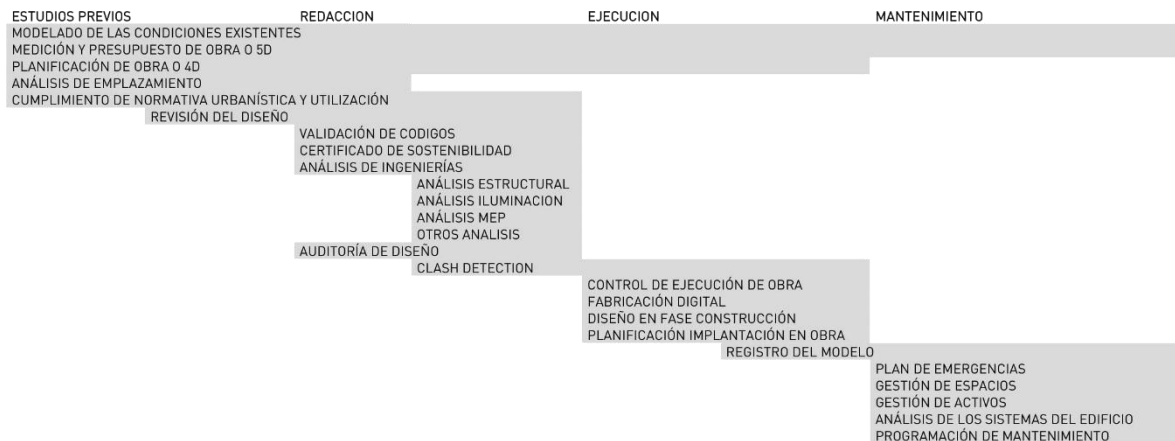 ESTUDIOS PREVIOS REDACCION EJECUCION MANTENIMIENTO
MODELADO DE LAS CONDICIONES EXISTENTES
MEDICIÓN Y PRESUPUESTO DE OBRA O 5D
PLANIFICACIÓN DE OBRA O 4D
ANÁLISIS DE EMPLAZAMIENTO
CUMPLIMIENTO DE NORMATIVA URBANÍSTICA Y UTILIZACIÓN
REVISIÓN DEL DISEÑO
VALIDACIÓN DE CODIGOS
CERTIFICADO DE SOSTENIBILIDAD
ANÁLISIS DE INGENIERÍAS
ANÁLISIS ESTRUCTURAL
ANÁLISIS ILUMINACION
ANÁLISIS MEP
OTROS ANALISIS
AUDITORÍA DE DISEÑO
CLASH DETECTION
CONTROL DE EJECUCIÓN DE OBRA
FABRICACIÓN DIGITAL
DISEÑO EN FASE CONSTRUCCIÓN
PLANIFICACIÓN IMPLANTACIÓN EN OBRA
REGISTRO DEL MODELO
PLAN DE EMERGENCIAS
GESTIÓN DE ESPACIOS
GESTIÓN DE ACTIVOS
ANÁLISIS DE LOS SISTEMAS DEL EDIFICIO
PROGRAMACIÓN DE MANTENIMIENTO